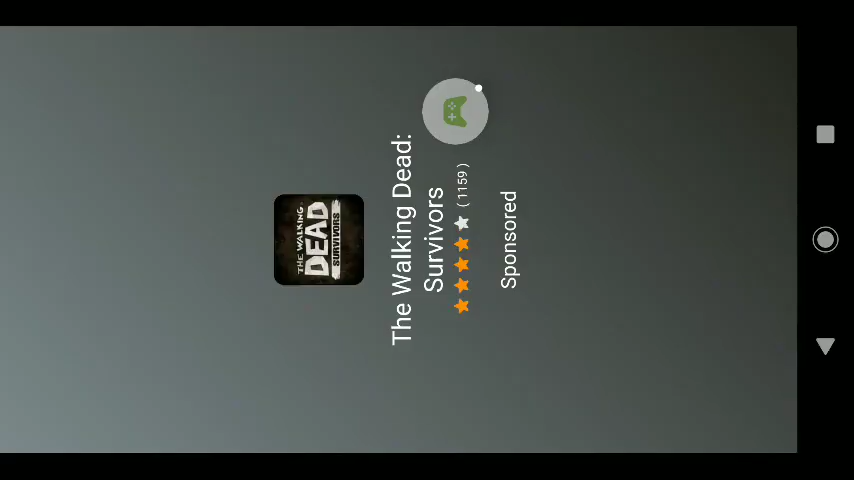 THE WALKING
DEAD
SURVIVORS
The Walking Dead:
Survivors
(1159)
Sponsored